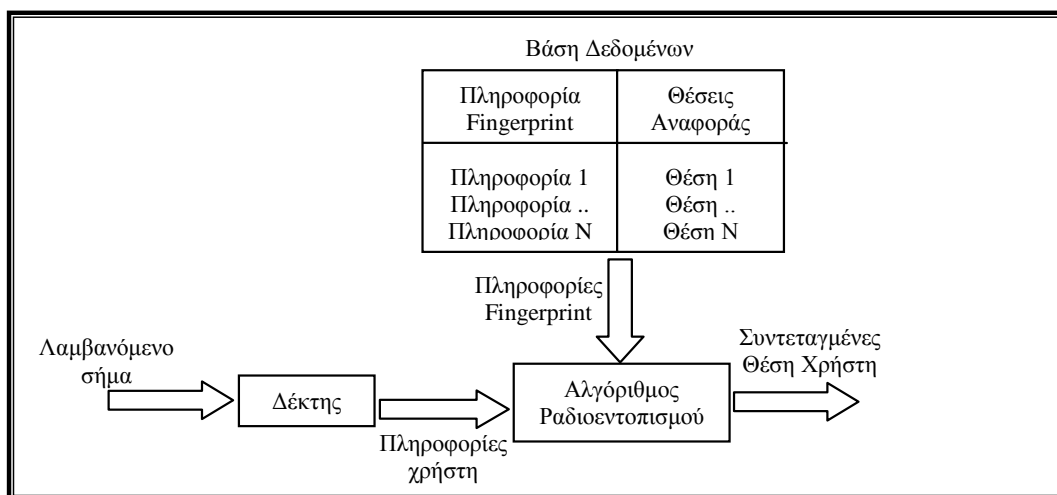 Βάση Δεδομένων
Πληροφορία
Fingerprint
Θέσεις
Αναφοράς
Πληροφορία 1
Πληροφορία ..
Πληροφορία Ν
Θέση 1
Θέση ..
Θέση Ν
Πληροφορίες
Fingerprint
Λαμβανόμενο
σήμα
Δέκτης
Πληροφορίες
χρήστη
Αλγόριθμος
Ραδιοεντοπισμού
Συντεταγμένες
Θέση Χρήστη